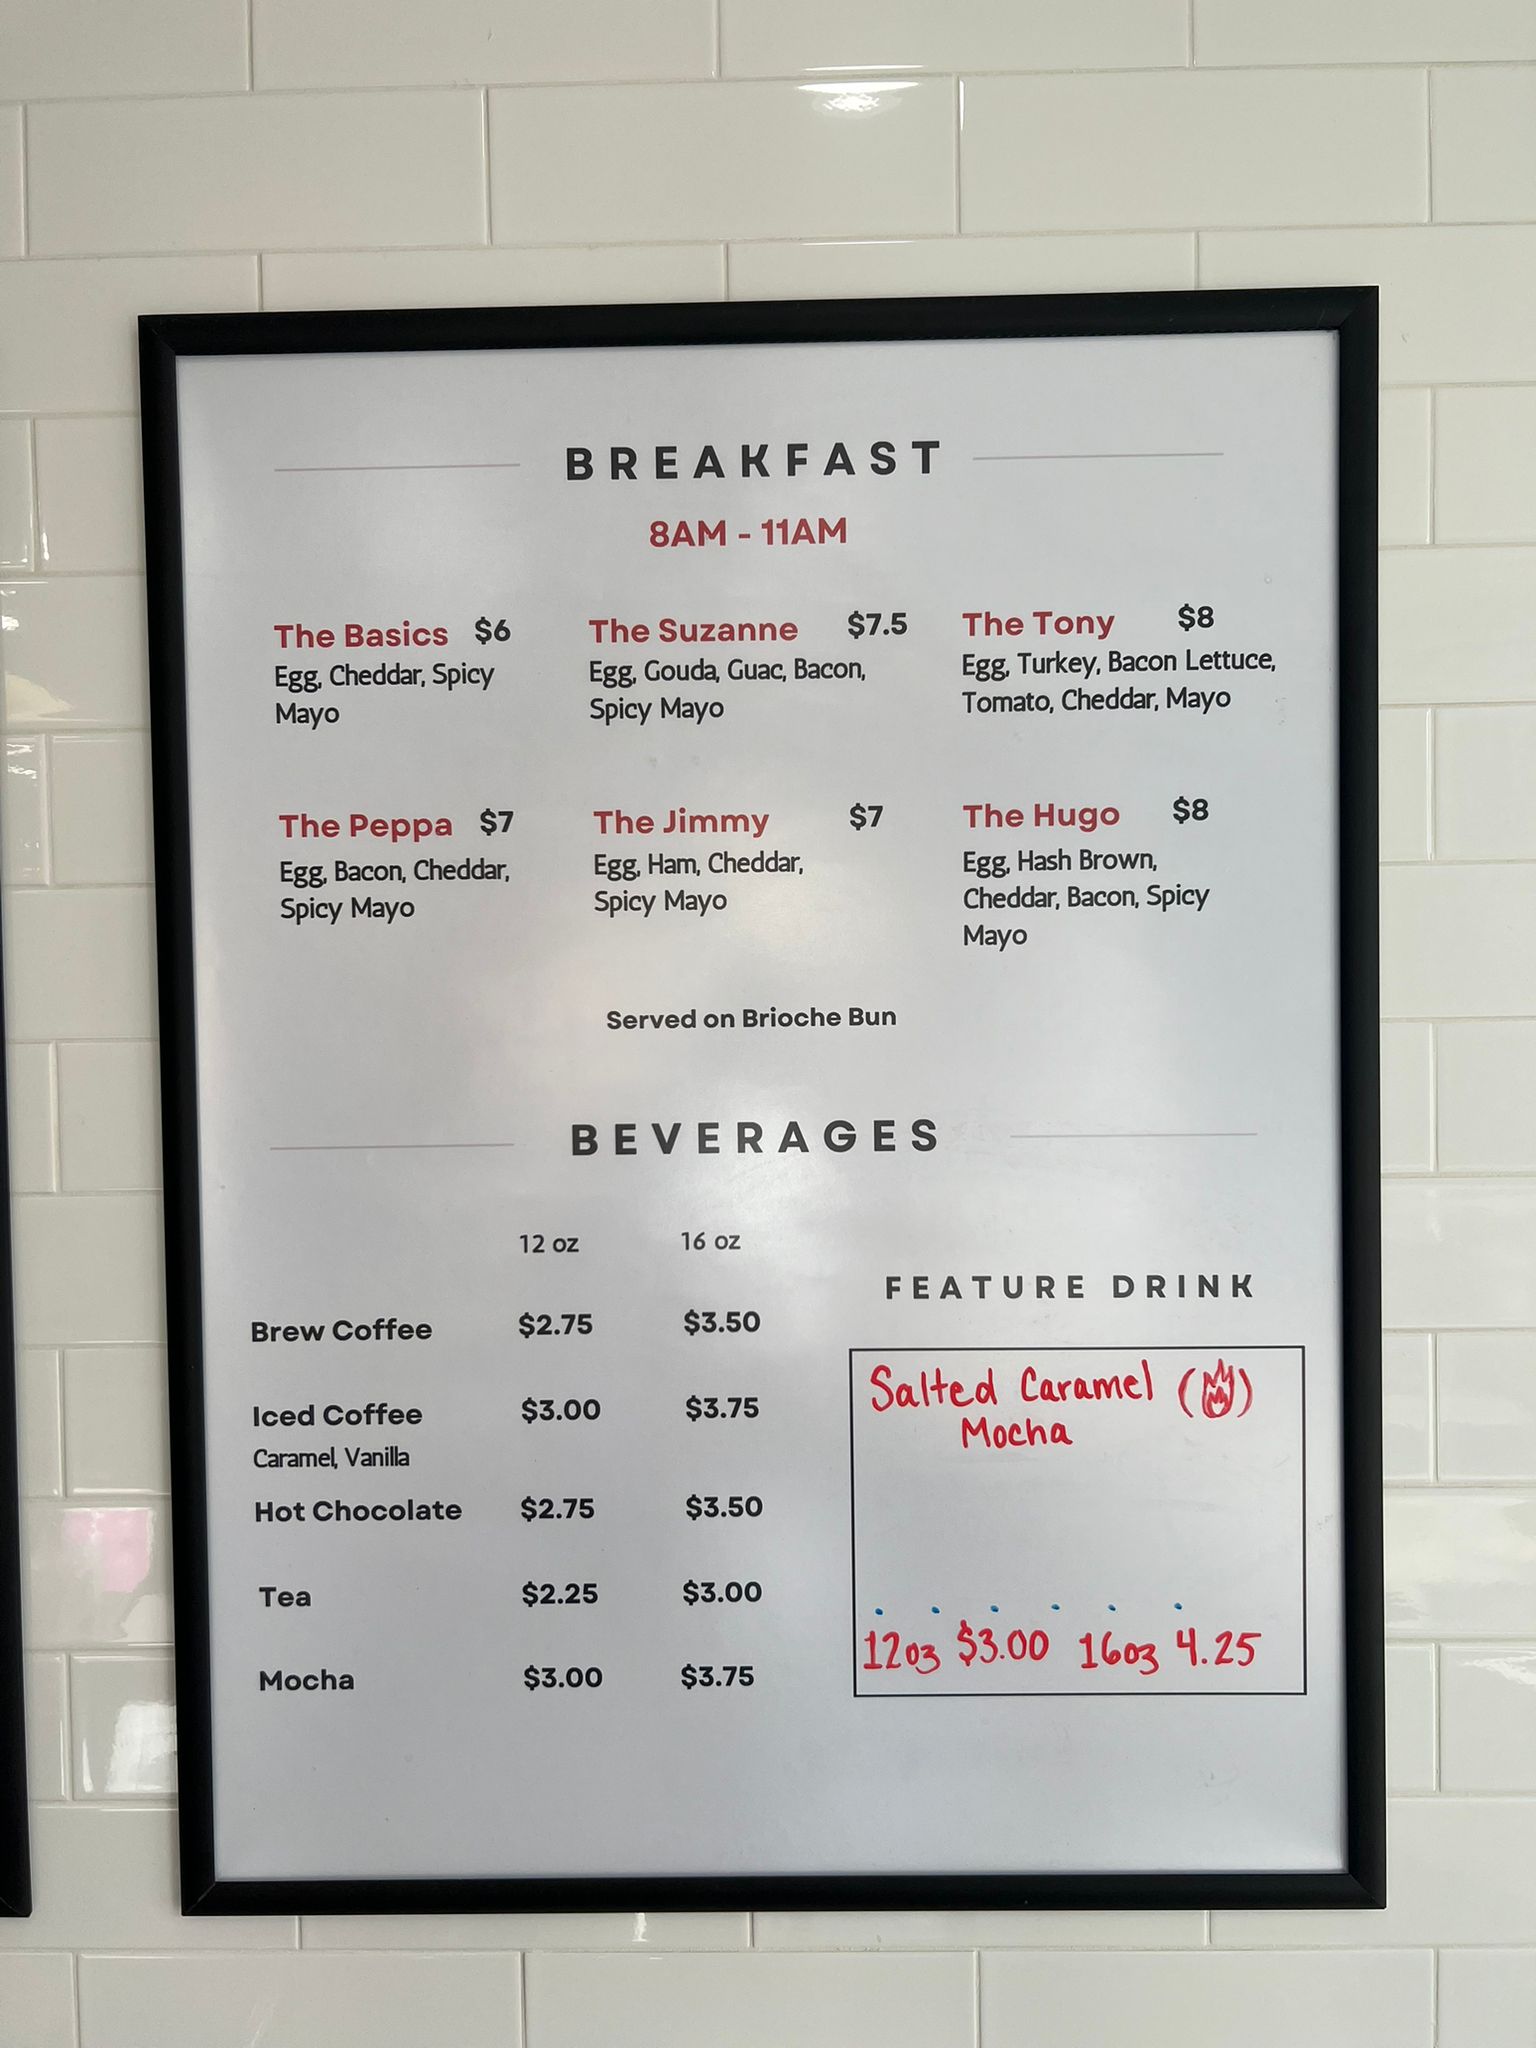 BREAKFAST
8AM - 11AM
The Basics $6
Egg, Cheddar, Spicy
Mayo
The Suzanne $7.5
Egg, Gouda, Guac, Bacon,
Spicy Mayo
The Tony $8
Egg, Turkey, Bacon Lettuce,
Tomato, Cheddar, Mayo
The Peppa $7
Egg, Bacon, Cheddar,
Spicy Mayo
The Jimmy $7
Egg, Ham, Cheddar,
Spicy Mayo
The Hugo $8
Egg, Hash Brown,
Cheddar, Bacon, Spicy
Mayo
Served on Brioche Bun
BEVERAGES
12 oz 16 oz
Brew Coffee $2.75 $3.50
Iced Coffee $3.00 $3.75
Caramel, Vanilla
Hot Chocolate $2.75 $3.50
Tea $2.25 $3.00
Mocha $3.00 $3.75
FEATURE DRINK
Salted Caramel
Mocha
12oz $3.00 16oz 4.25